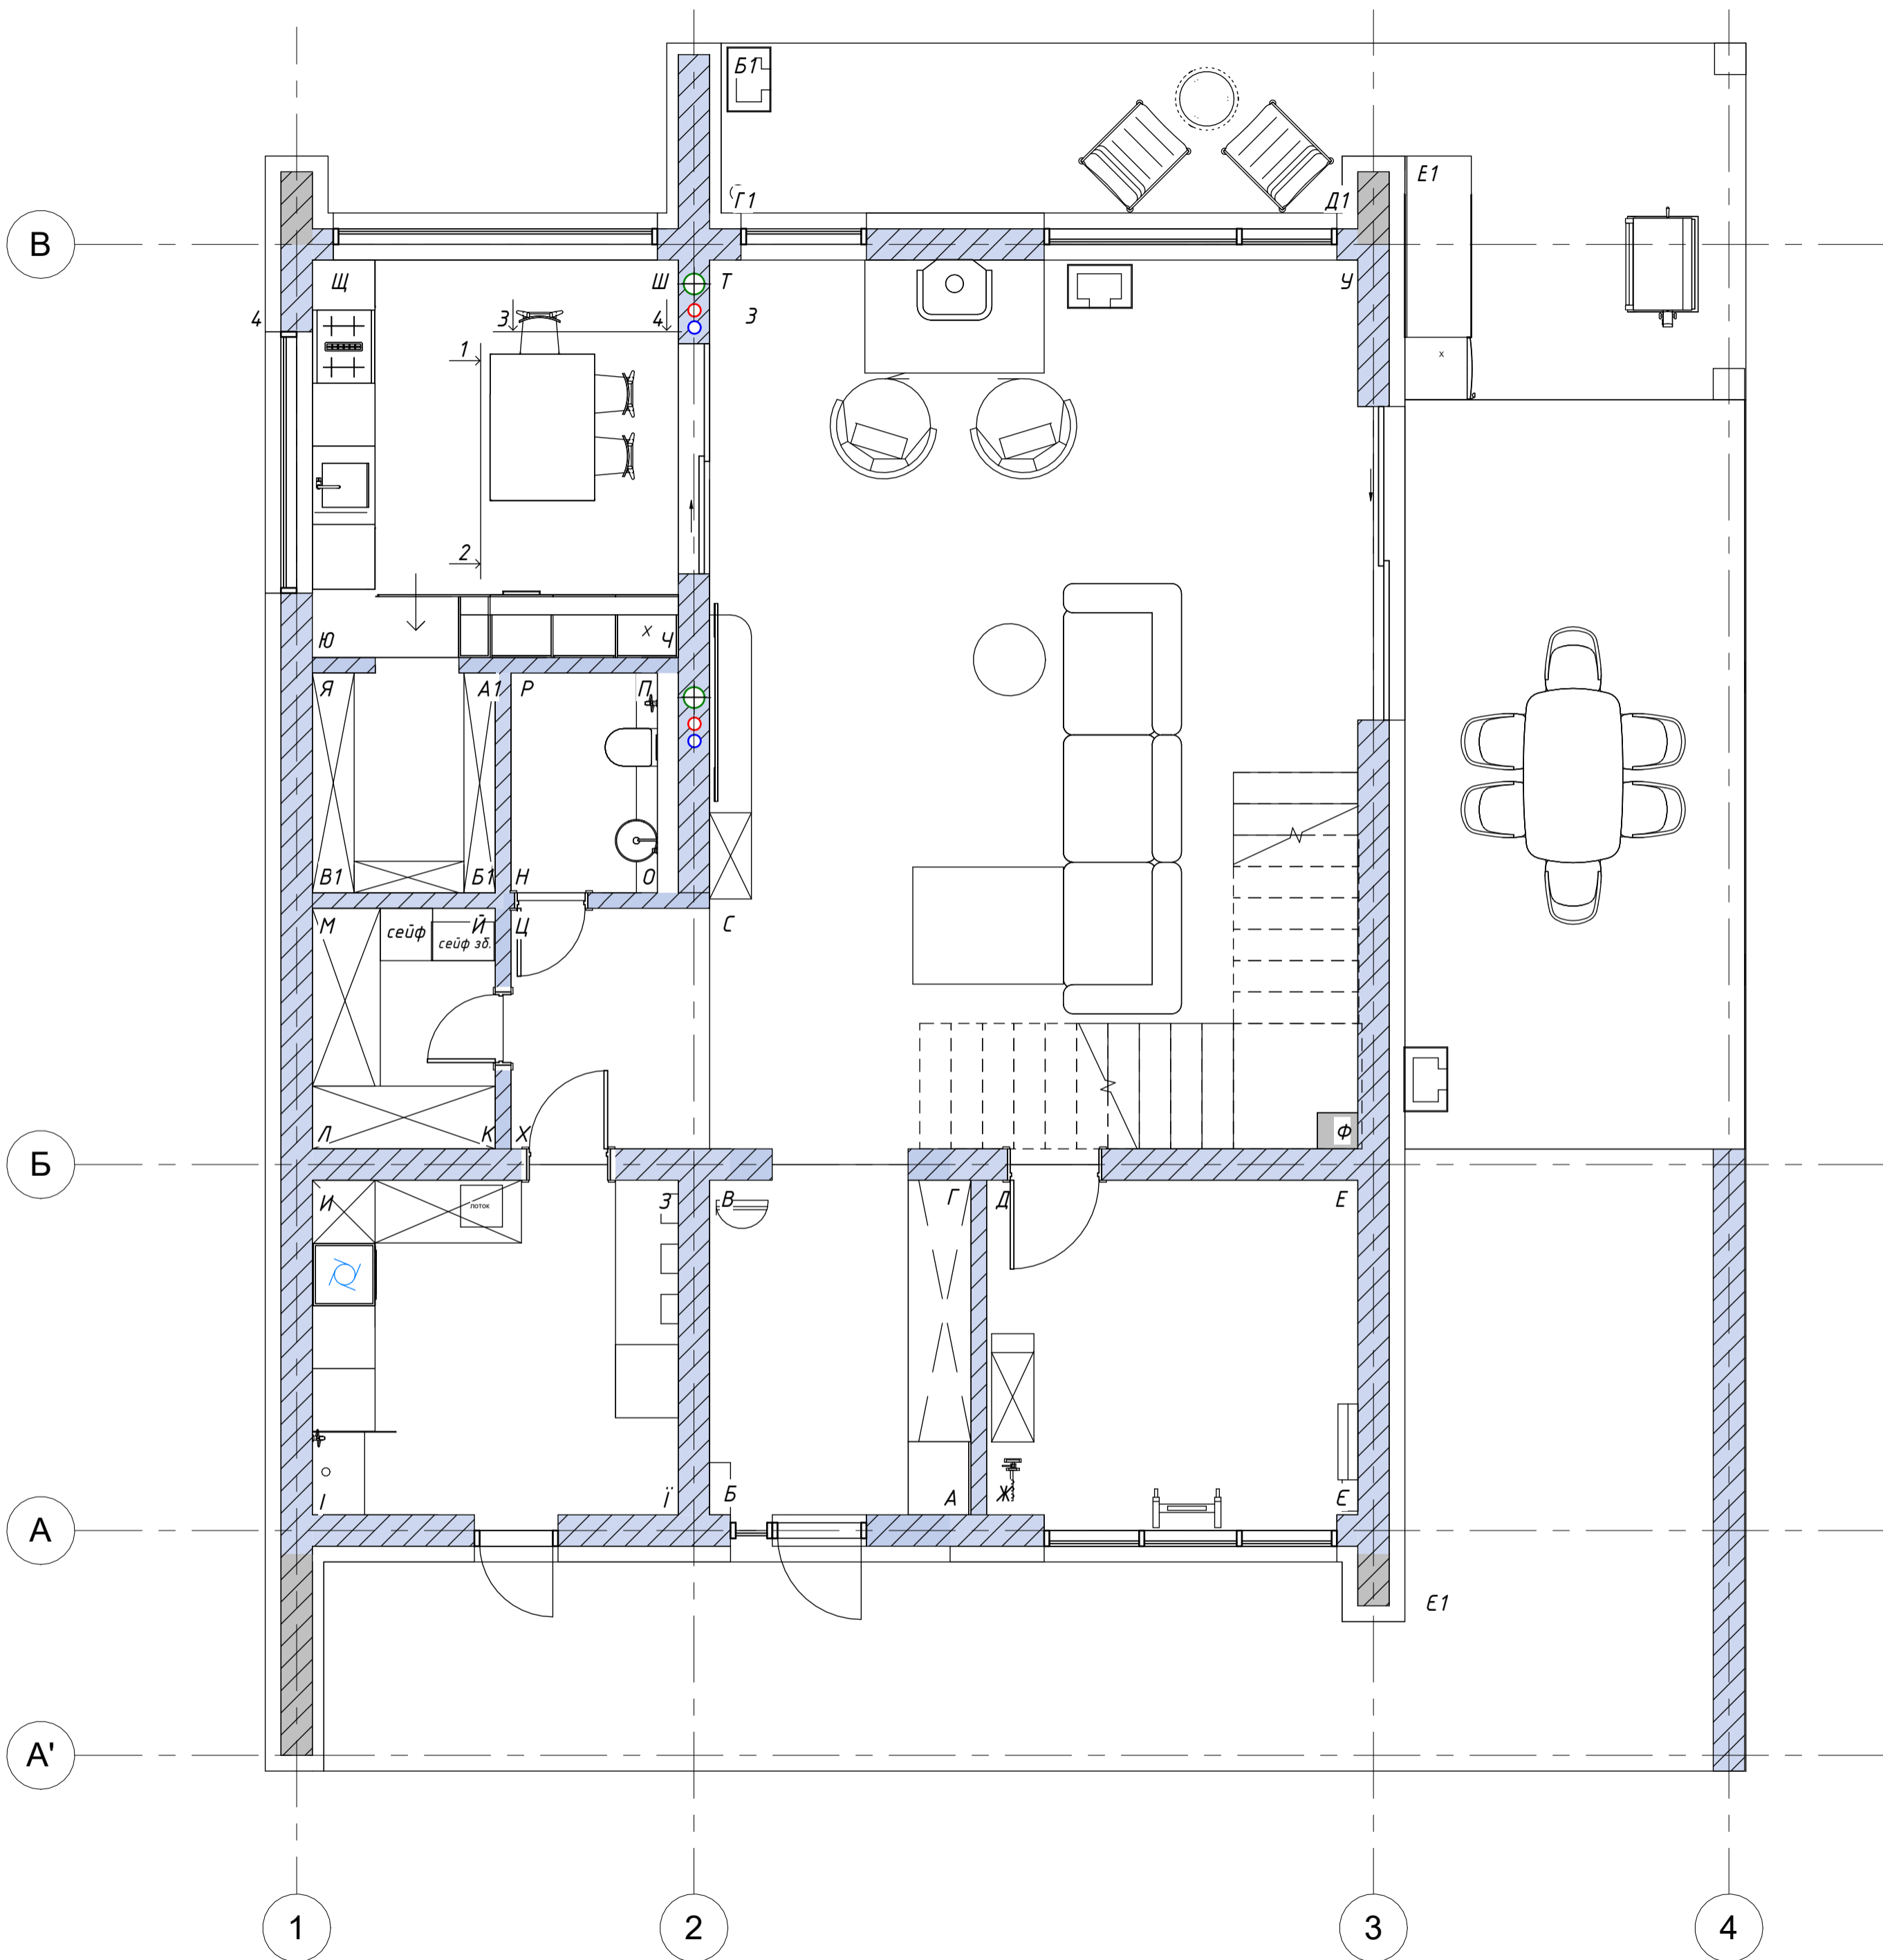 Б1
Г1
Д1
Е1
В
Щ
Ш
Т
У
4
3
4
З
1
х
2
Ю
х
Ч
Я
А1
Р
П
В1
Б1
Н
О
М
сейф
Й
сейф зб.
Ц
С
Л
К
Х
Ф
Б
И
лоток
З
В
Г
Д
Е
І
Ї
Б
А
Ж
Є
А
Е1
А'
1
2
3
4